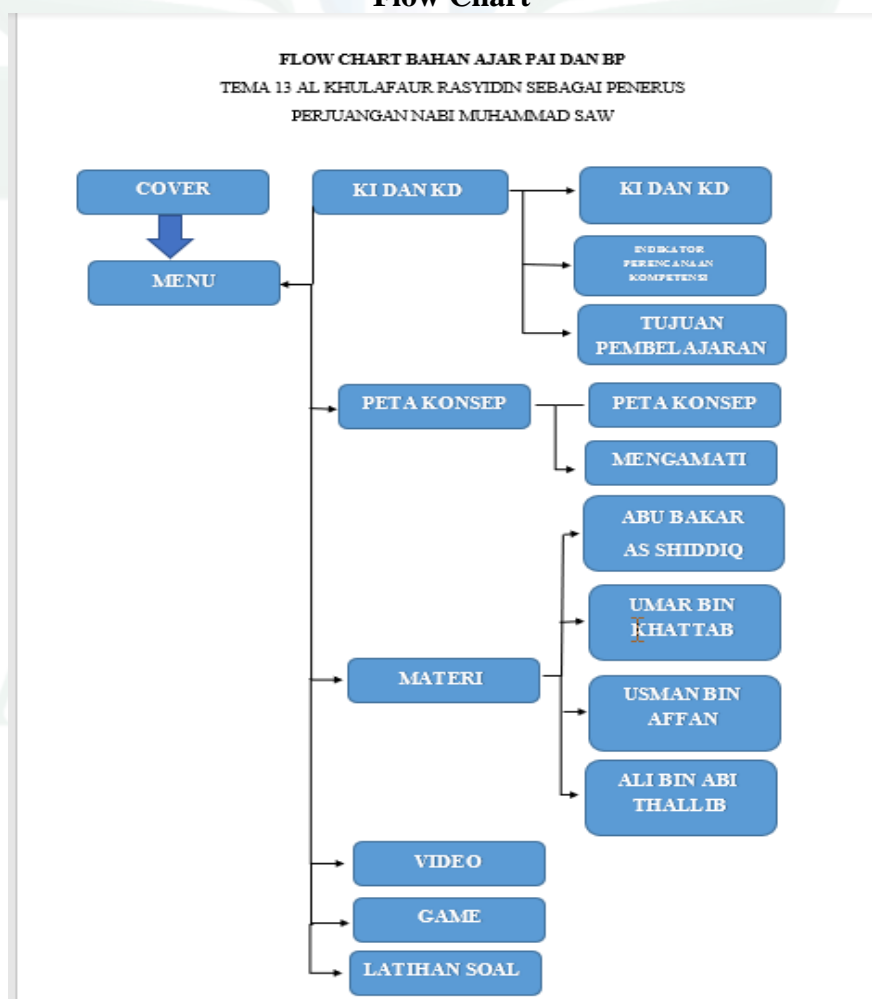 Flow Chart
FLOW CHART BAHAN AJAR PAI DAN BP
TEMA 13 AL KHULAFAUR RASYIDIN SEBAGAI PENERUS
PERJUANGAN NABI MUHAMMAD SAW
COVER
MENU
KI DAN KD
KI DAN KD
INDIKATOR
PERENCANAAN
KOMPETENSI
TUJUAN
PEMBELAJARAN
PETA KONSEP
PETA KONSEP
MENGAMATI
MATERI
ABU BAKAR
AS SHIDDIQ
UMAR BIN
KHATTAB
USMAN BIN
AFFAN
ALI BIN ABI
THALLIB
VIDEO
GAME
LATIHAN SOAL